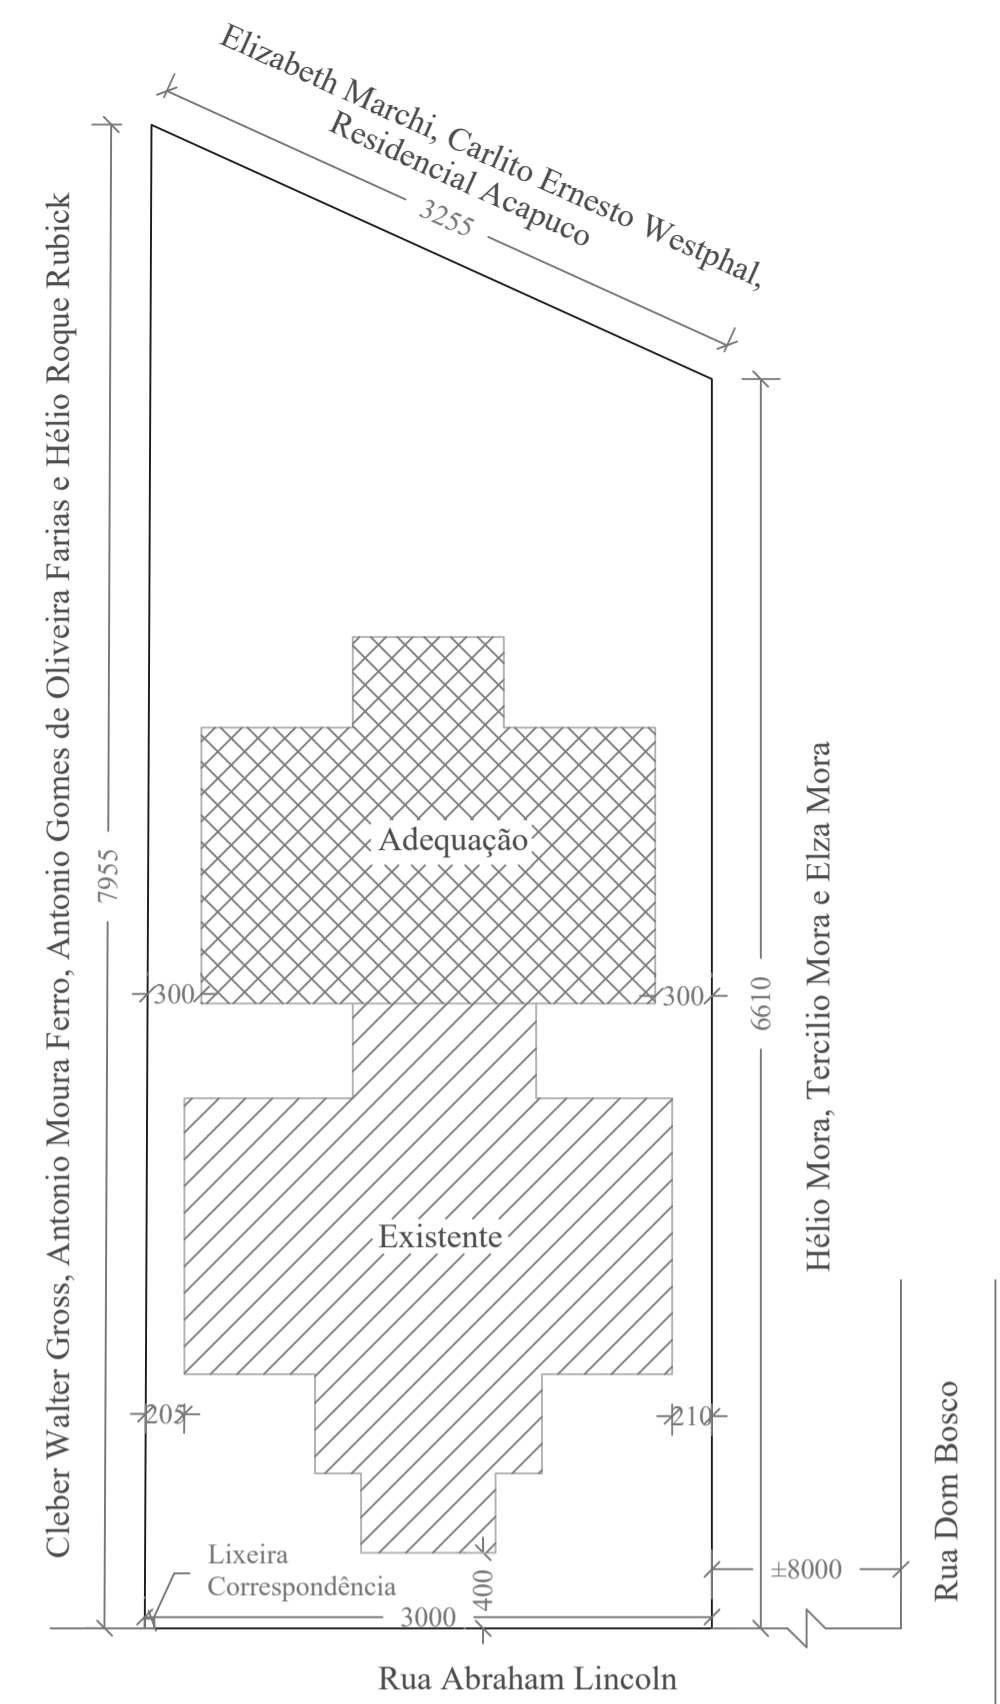 Elizabeth Marchi, Carlito Ernesto Westphal,
Residencial Acapuco
3255
Cleber Walter Gross, Antonio Moura Ferro, Antonio Gomes de Oliveira Farias e Hélio Roque Rubick
7955
Adequação
300
300
6610
Hélio Mora, Tercilio Mora e Elza Mora
Existente
205
210
Lixeira
Correspondência
400
3000
±8000
Rua Dom Bosco
Rua Abraham Lincoln